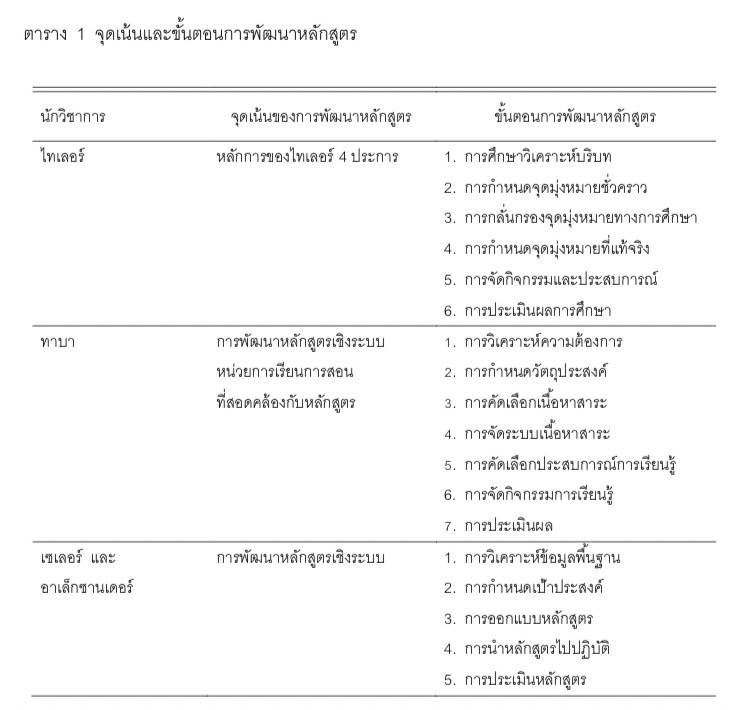 ตาราง 1 จุดเน้นและขั้นตอนการพัฒนาหลักสูตร
นักวิชาการ จุดเน้นของการพัฒนาหลักสูตร ขั้นตอนการพัฒนาหลักสูตร
ไทเลอร์ หลักการของไทเลอร์ 4 ประการ 1. การศึกษาวิเคราะห์บริบท
2. การกำหนดจุดมุ่งหมายชั่วคราว
3. การกลั่นกรองจุดมุ่งหมายทางการศึกษา
4. การกำหนดจุดมุ่งหมายที่แท้จริง
5. การจัดกิจกรรมและประสบการณ์
6. การประเมินผลการศึกษา
ทาบา การพัฒนาหลักสูตรเชิงระบบ 1. การวิเคราะห์ความต้องการ
หน่วยการเรียนการสอน 2. การกำหนดวัตถุประสงค์
ที่สอดคล้องกับหลักสูตร 3. การคัดเลือกเนื้อหาสาระ
4. การจัดระบบเนื้อหาสาระ
5. การคัดเลือกประสบการณ์การเรียนรู้
6. การจัดกิจกรรมการเรียนรู้
7. การประเมินผล
เซเลอร์ และ การพัฒนาหลักสูตรเชิงระบบ 1. การวิเคราะห์ข้อมูลพื้นฐาน
อาเล็กซานเดอร์ 2. การกำหนดเป้าประสงค์
3. การออกแบบหลักสูตร
4. การนำหลักสูตรไปปฏิบัติ
5. การประเมินหลักสูตร